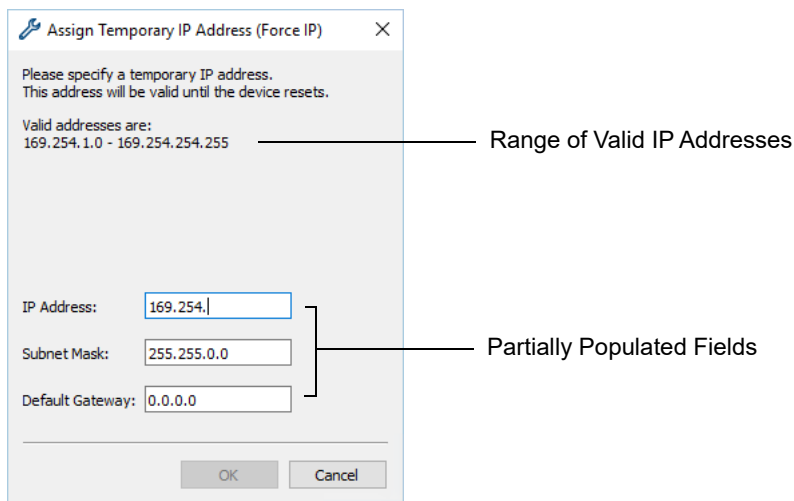 Assign Temporary IP Address (Force IP)
Please specify a temporary IP address.
This address will be valid until the device resets.
Valid addresses are:
169.254.1.0 - 169.254.254.255
Range of Valid IP Addresses
IP Address: 169.254.
Subnet Mask: 255.255.0.0
Partially Populated Fields
Default Gateway: 0.0.0.0
OK Cancel